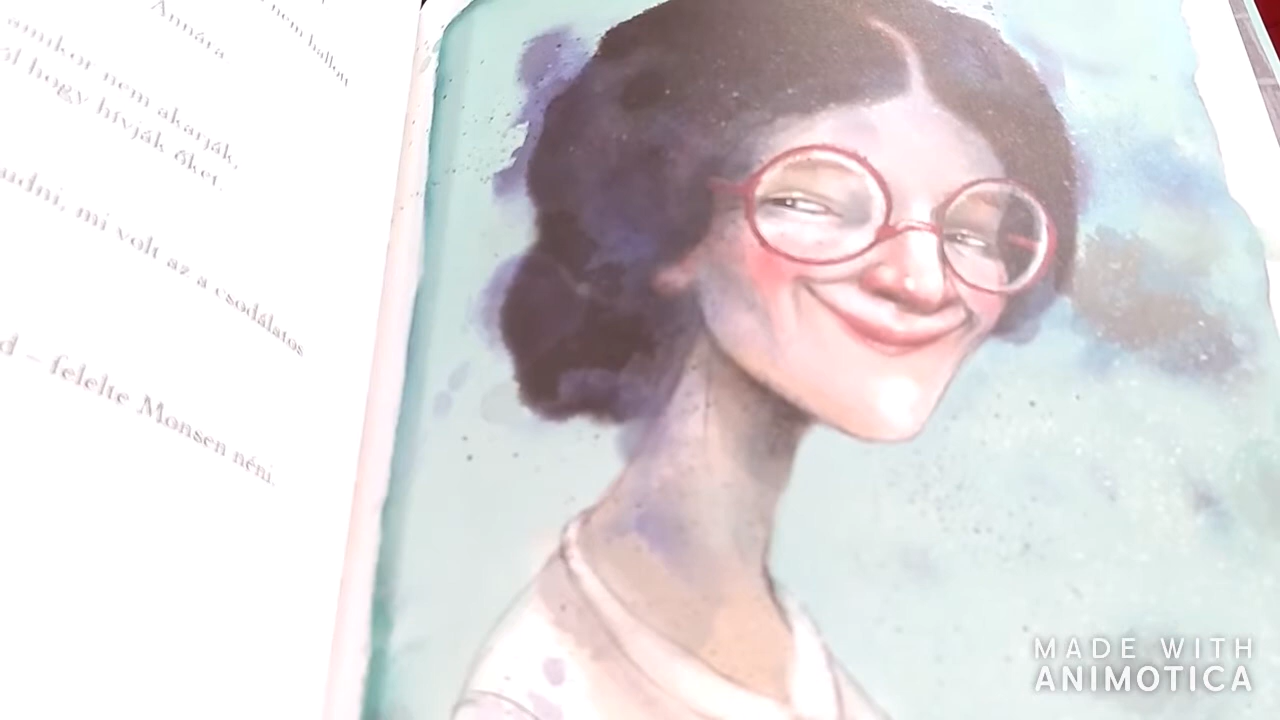 nem hallott
Annára
amikor nem akarják,
hogy hívják őket.
tudni, mi volt az a csodálatos
d – felelte Monsen néni.
MADE WITH
ANIMOTICA